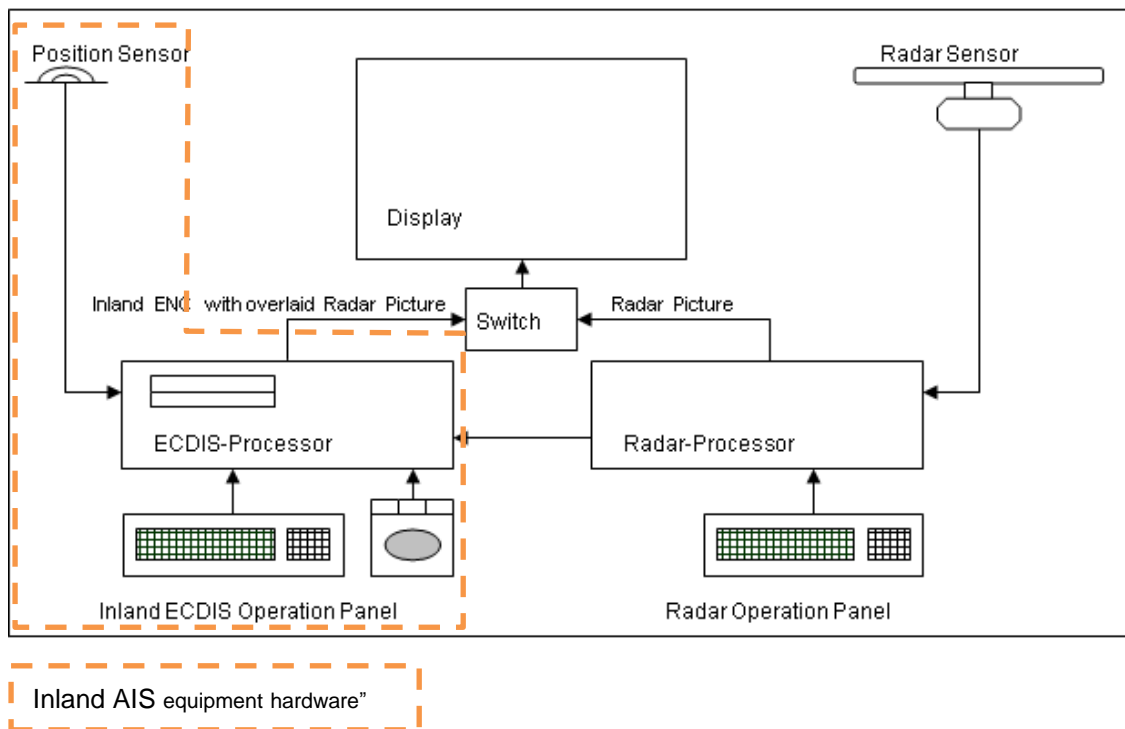 Position Sensor
Radar Sensor
Display
Inland ENC with overlaid Radar Picture
Switch
Radar Picture
ECDIS-Processor
Radar-Processor
Inland ECDIS Operation Panel
Radar Operation Panel
Inland AIS equipment hardware”